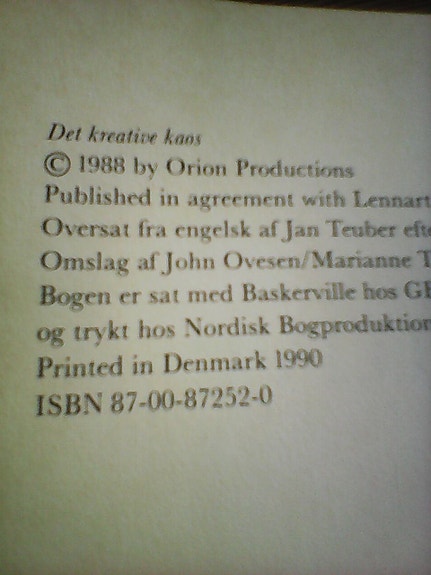 Det kreative kaos
© 1988 by Orion Productions
Published in agreement with Lennart
Oversat fra engelsk af Jan Teuber efte
Omslag af John Ovesen/Marianne T
Bogen er sat med Baskerville hos
og trykt hos Nordisk Bogproduktion
Printed in Denmark 1990
ISBN 87-00-87252-0